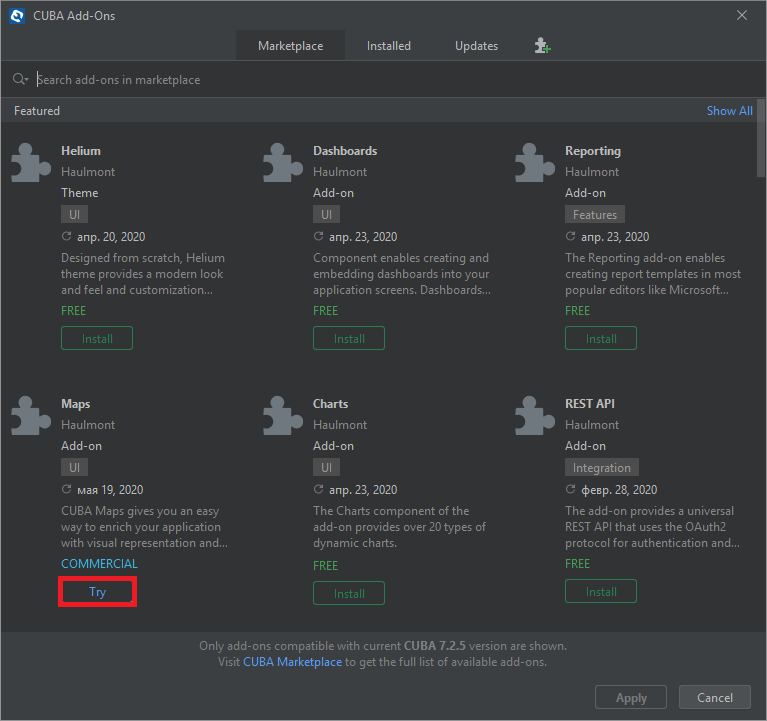 CUBA Add-Ons
Marketplace
Installed
Updates
Search add-ons in marketplace
Featured
Show All
Helium
Haulmont
Theme
UI
апр. 20, 2020
Designed from scratch, Helium
theme provides a modern look
and feel and customization...
FREE
Install
Dashboards
Haulmont
Add-on
UI
апр. 23, 2020
Component enables creating and
embedding dashboards into your
application screens. Dashboards...
FREE
Install
Reporting
Haulmont
Add-on
Features
апр. 23, 2020
The Reporting add-on enables
creating report templates in most
popular editors like Microsoft...
FREE
Install
Maps
Haulmont
Add-on
UI
мая 19, 2020
CUBA Maps gives you an easy
way to enrich your application
with visual representation and...
COMMERCIAL
Try
Charts
Haulmont
Add-on
UI
апр. 23, 2020
The Charts component of the
add-on provides over 20 types of
dynamic charts.
FREE
Install
REST API
Haulmont
Add-on
Integration
февр. 28, 2020
The add-on provides a universal
REST API that uses the OAuth2
protocol for authentication and...
FREE
Install
Only add-ons compatible with current CUBA 7.2.5 version are shown.
Visit CUBA Marketplace to get the full list of available add-ons.
Apply
Cancel